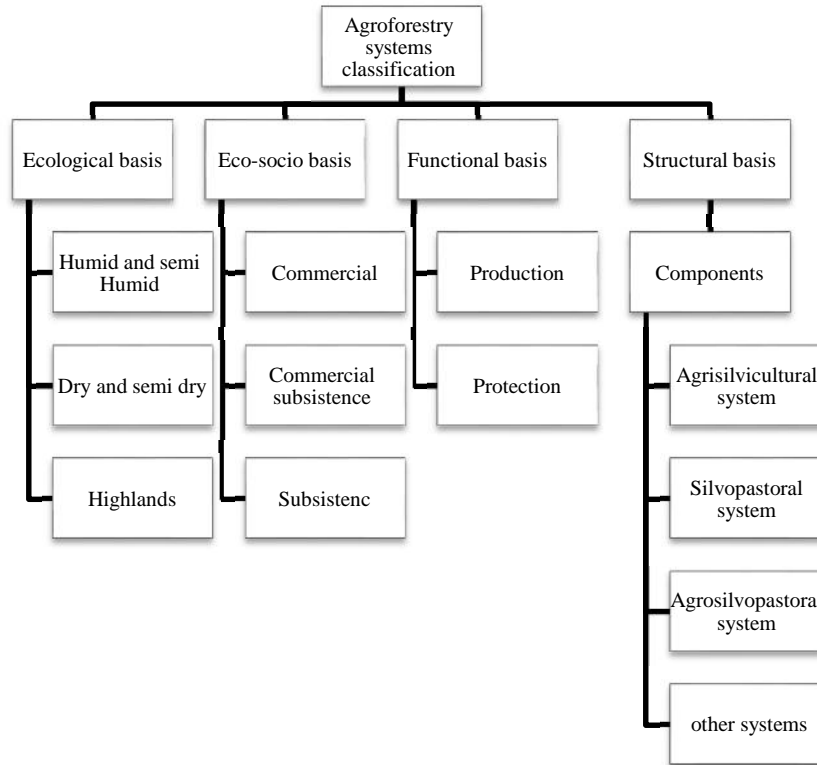 Agroforestry
systems
classification
Ecological basis
Eco-socio basis
Functional basis
Structural basis
Humid and semi
Humid
Commercial
Production
Components
Dry and semi dry
Commercial
subsistence
Protection
Agrisilvicultural
system
Highlands
Subsistenc
Silvopastoral
system
Agrosilvopastora
system
other systems